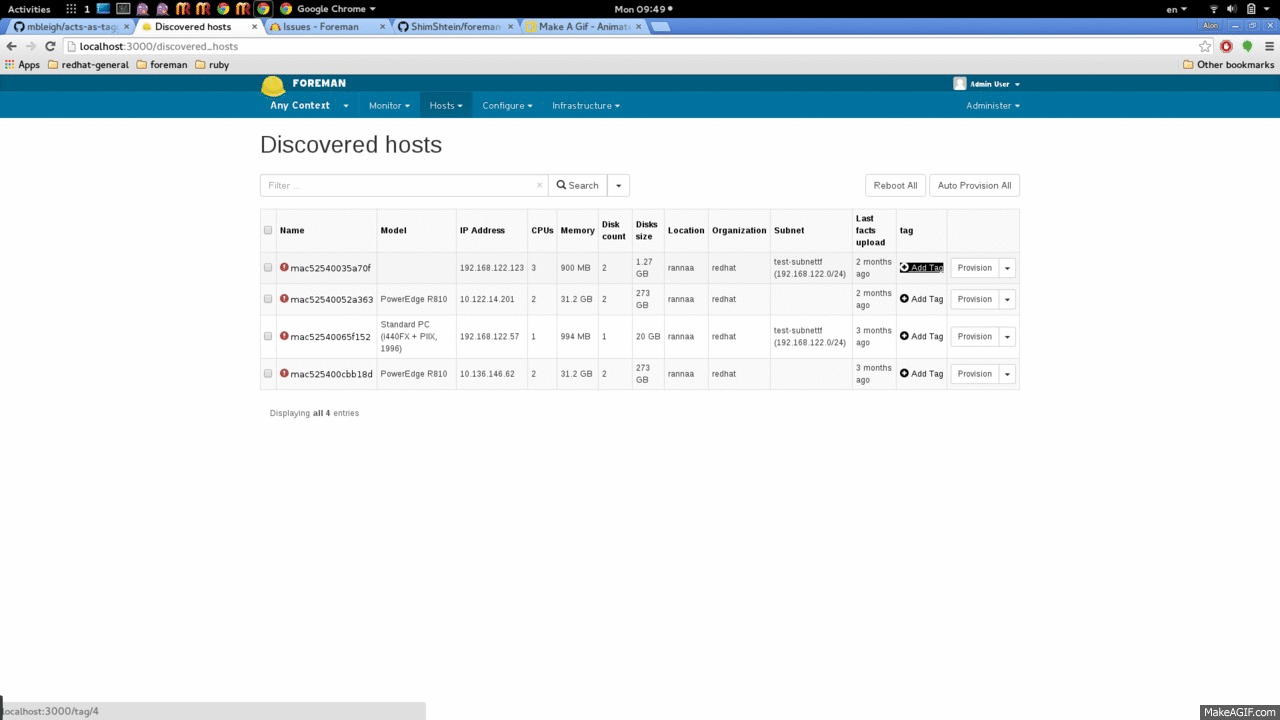 Activities 1 Google Chrome Mon 09:49 en
mbleigh/acts-as-tag Discovered hosts Issues - Foreman ShimShtein/foreman Make A Gif - Animat Alon
localhost:3000/discovered_hosts
Apps redhat-general foreman ruby Other bookmarks
FOREMAN Admin User
Any Context Monitor Hosts Configure Infrastructure Administer
Discovered hosts
Filter ... × Search Reboot All Auto Provision All
Name Model IP Address CPUs Memory Disk count Disks size Location Organization Subnet Last facts upload tag
mac52540035a70f 192.168.122.123 3 900 MB 2 1.27 GB rannaa redhat test-subnettf (192.168.122.0/24) 2 months ago Add Tag Provision
mac52540052a363 PowerEdge R810 10.122.14.201 2 31.2 GB 2 273 GB rannaa redhat 2 months ago Add Tag Provision
mac52540065f152 Standard PC (i440FX + PIIX, 1996) 192.168.122.57 1 994 MB 1 20 GB rannaa redhat test-subnettf (192.168.122.0/24) 3 months ago Add Tag Provision
mac525400cbb18d PowerEdge R810 10.136.146.62 2 31.2 GB 2 273 GB rannaa redhat 3 months ago Add Tag Provision
Displaying all 4 entries
localhost:3000/tag/4
MakeAGIF.com